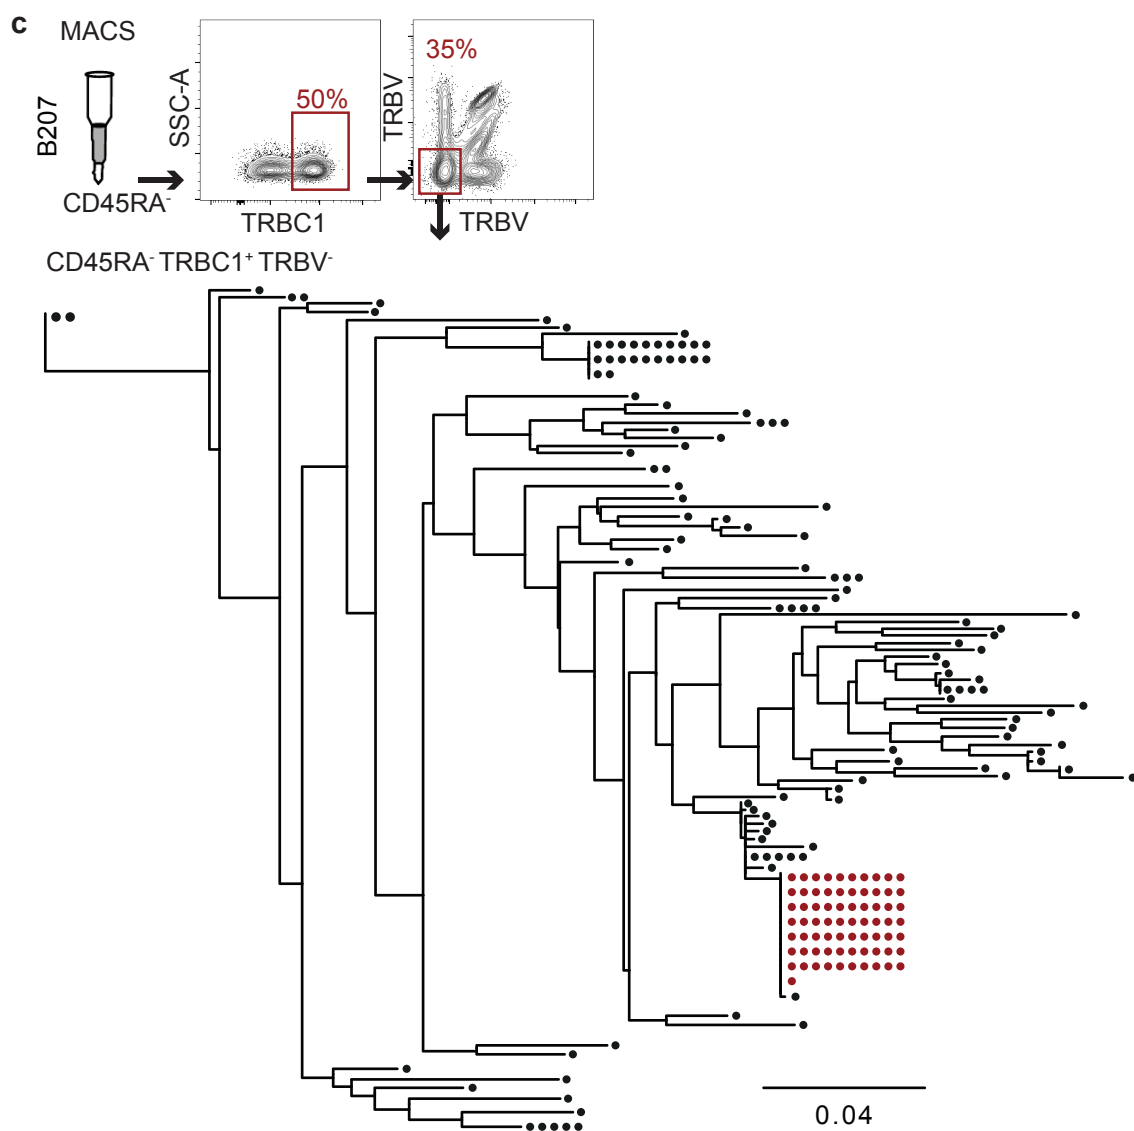 c
MACS
B207
CD45RA-
SSC-A
50%
TRBC1
TRBV
35%
TRBV
CD45RA- TRBC1+ TRBV-
0.04